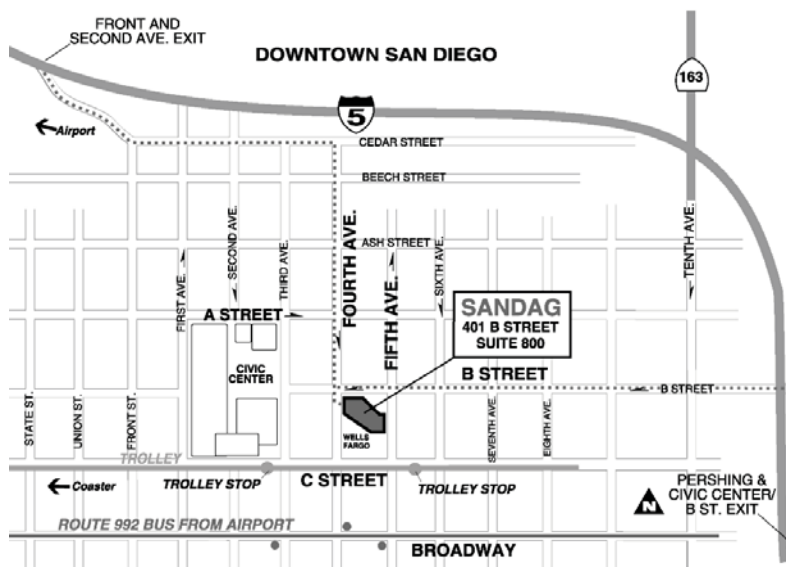 FRONT AND
SECOND AVE. EXIT
DOWNTOWN SAN DIEGO
163
5
Airport
CEDAR STREET
BEECH STREET
FIRST AVE.
SECOND AVE.
THIRD AVE.
FOURTH AVE.
ASH STREET
FIFTH AVE.
SIXTH AVE.
TENTH AVE.
A STREET
SANDAG
401 B STREET
SUITE 800
CIVIC
CENTER
B STREET
B STREET
STATE ST.
UNION ST.
FRONT ST.
WELLS
FARGO
SEVENTH AVE.
EIGHTH AVE.
TROLLEY
TROLLEY STOP
C STREET
TROLLEY STOP
Coaster
N
PERSHING &
CIVIC CENTER/
B ST. EXIT
ROUTE 992 BUS FROM AIRPORT
BROADWAY